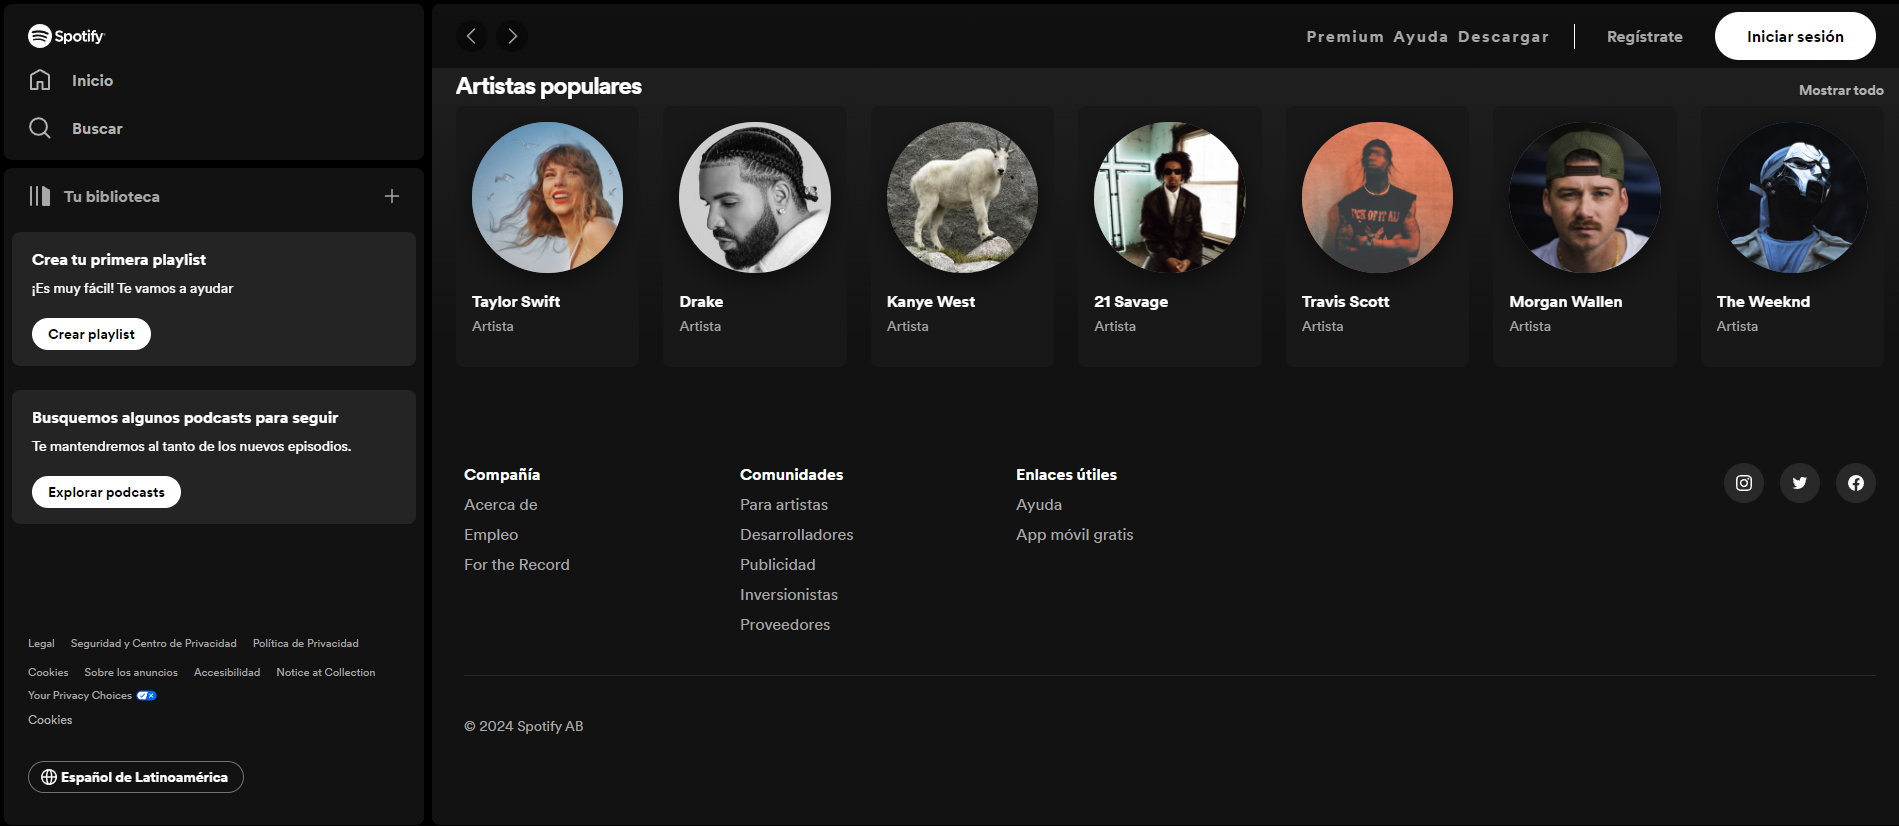 Spotify
Inicio
Buscar
Tu biblioteca
Crea tu primera playlist
¡Es muy fácil! Te vamos a ayudar
Crear playlist
Busquemos algunos podcasts para seguir
Te mantendremos al tanto de los nuevos episodios.
Explorar podcasts
Legal Seguridad y Centro de Privacidad Política de Privacidad
Cookies Sobre los anuncios Accesibilidad Notice at Collection
Your Privacy Choices
Cookies
Español de Latinoamérica
Premium Ayuda Descargar Regístrate Iniciar sesión
Artistas populares Mostrar todo
Taylor Swift
Artista
Drake
Artista
Kanye West
Artista
21 Savage
Artista
Travis Scott
Artista
Morgan Wallen
Artista
The Weeknd
Artista
Compañía
Acerca de
Empleo
For the Record
Comunidades
Para artistas
Desarrolladores
Publicidad
Inversionistas
Proveedores
Enlaces útiles
Ayuda
App móvil gratis
© 2024 Spotify AB